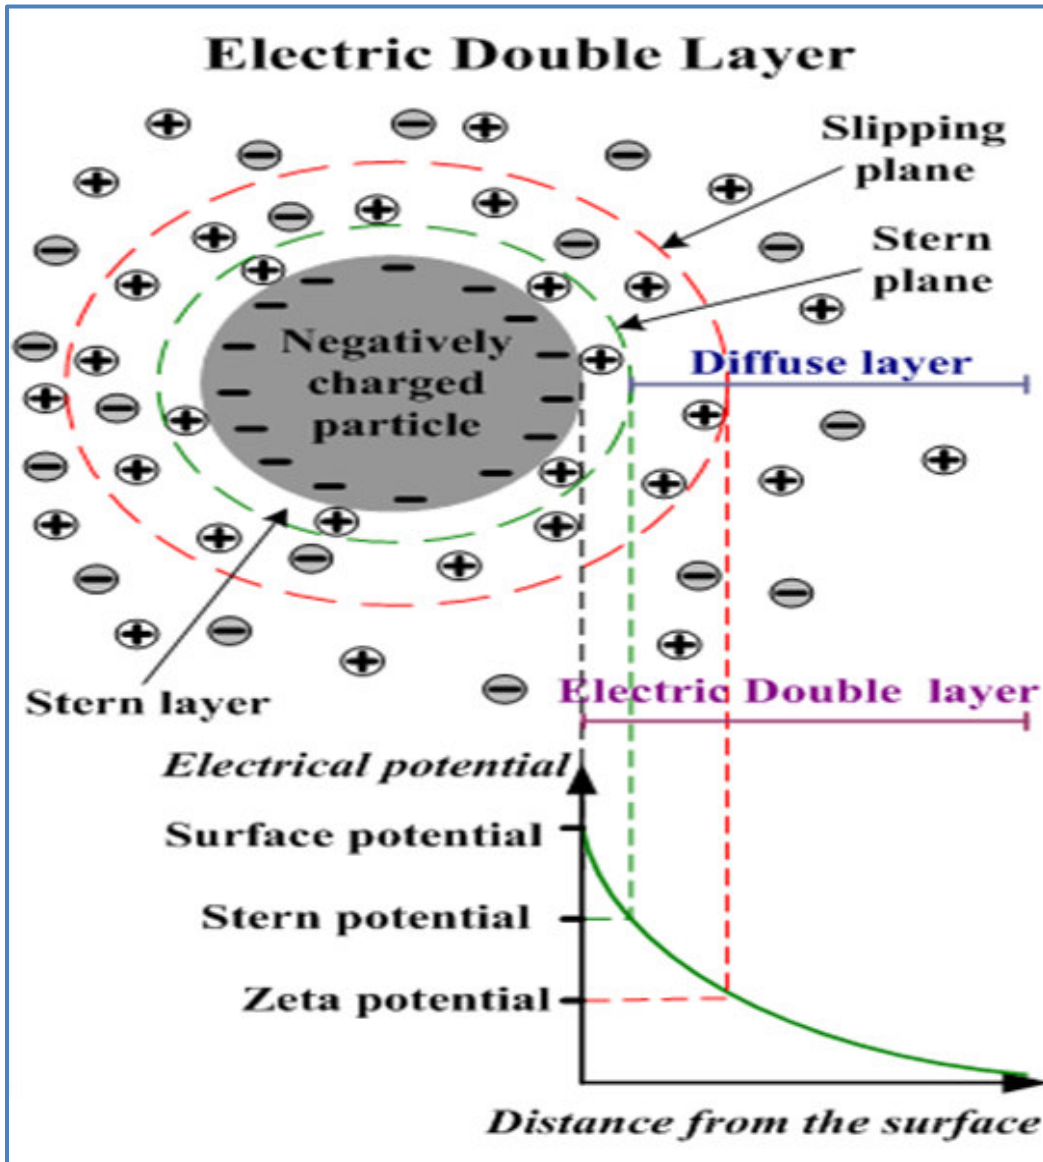 Electric Double Layer
Slipping
plane
Stern
plane
Negatively
charged
particle
Diffuse layer
Stern layer
Electric Double layer
Electrical potential
Surface potential
Stern potential
Zeta potential
Distance from the surface